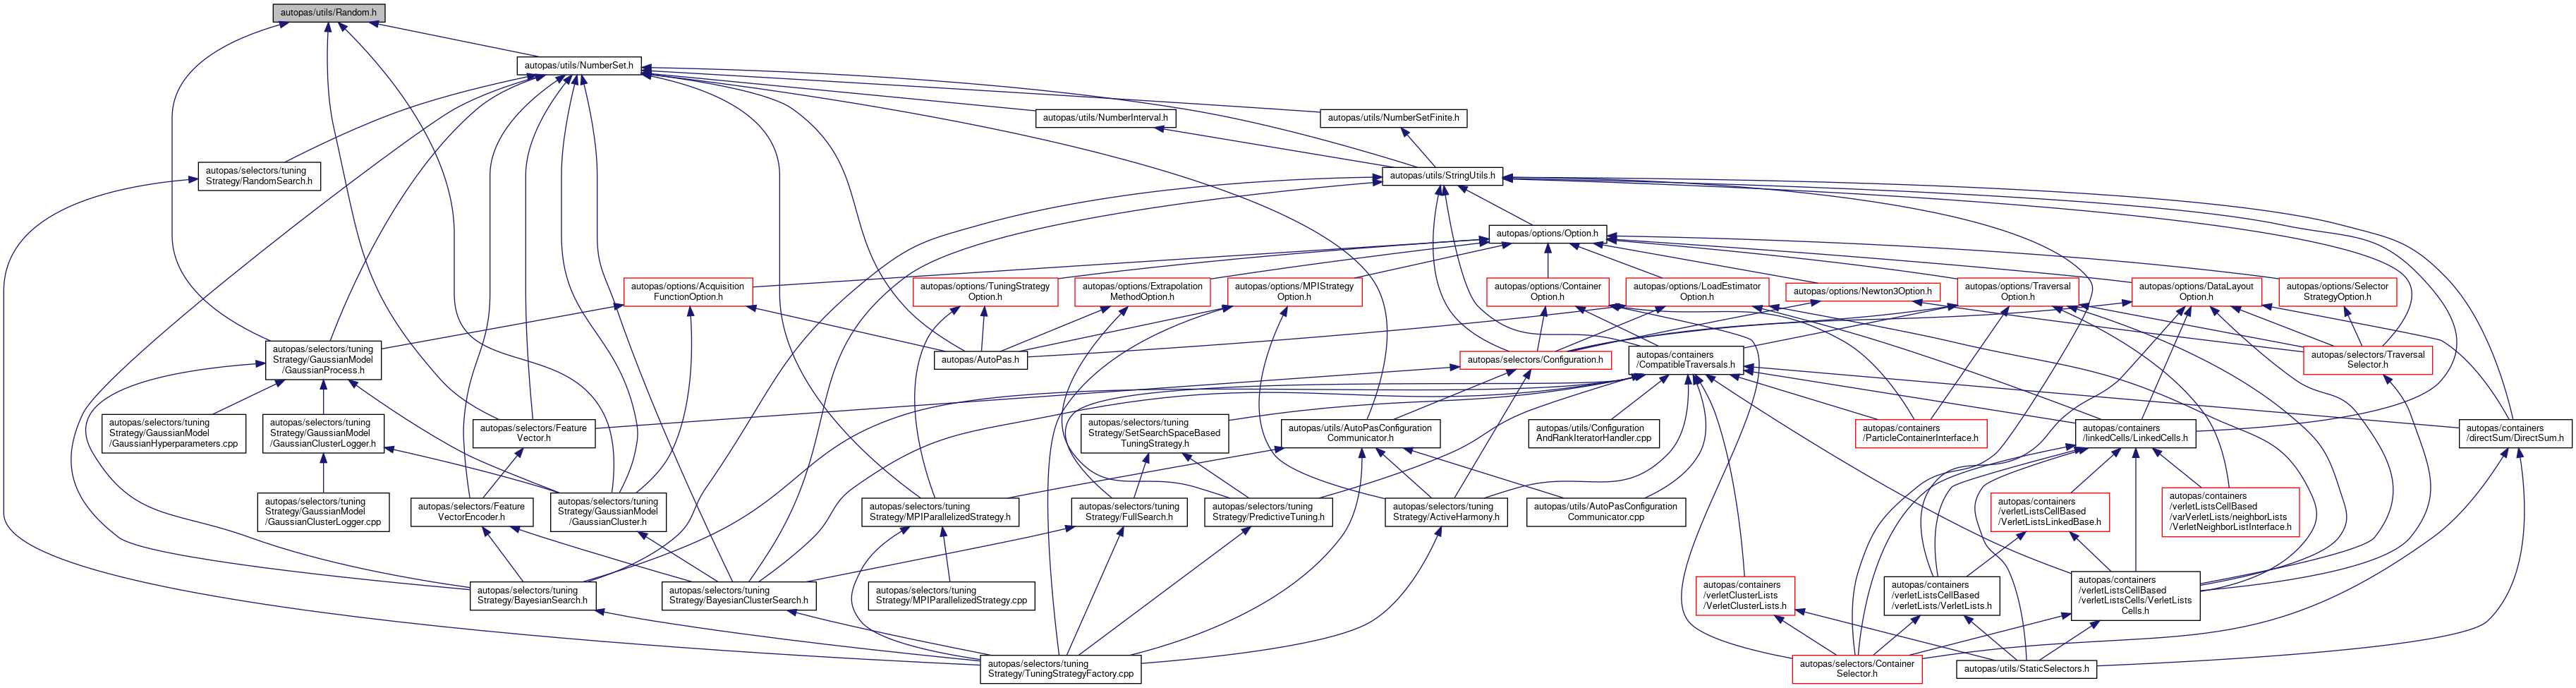 autopas/utils/Random.h
autopas/utils/NumberSet.h
autopas/utils/NumberInterval.h
autopas/utils/NumberSetFinite.h
autopas/selectors/tuning
Strategy/RandomSearch.h
autopas/utils/StringUtils.h
autopas/options/Option.h
autopas/options/Acquisition
FunctionOption.h
autopas/options/TuningStrategy
Option.h
autopas/options/Extrapolation
MethodOption.h
autopas/options/MPIStrategy
Option.h
autopas/options/Container
Option.h
autopas/options/LoadEstimator
Option.h
autopas/options/Newton3Option.h
autopas/options/Traversal
Option.h
autopas/options/DataLayout
Option.h
autopas/options/Selector
StrategyOption.h
autopas/selectors/tuning
Strategy/GaussianModel
/GaussianProcess.h
autopas/AutoPas.h
autopas/selectors/Configuration.h
autopas/containers
/CompatibleTraversals.h
autopas/selectors/Traversal
Selector.h
autopas/selectors/tuning
Strategy/GaussianModel
/GaussianHyperparameters.cpp
autopas/selectors/tuning
Strategy/GaussianModel
/GaussianClusterLogger.h
autopas/selectors/Feature
Vector.h
autopas/selectors/tuning
Strategy/SetSearchSpaceBased
TuningStrategy.h
autopas/utils/AutoPasConfiguration
Communicator.h
autopas/utils/Configuration
AndRankIteratorHandler.cpp
autopas/containers
/ParticleContainerInterface.h
autopas/containers
/linkedCells/LinkedCells.h
autopas/containers
/directSum/DirectSum.h
autopas/selectors/tuning
Strategy/GaussianModel
/GaussianClusterLogger.cpp
autopas/selectors/Feature
VectorEncoder.h
autopas/selectors/tuning
Strategy/GaussianModel
/GaussianCluster.h
autopas/selectors/tuning
Strategy/MPIParallelizedStrategy.h
autopas/selectors/tuning
Strategy/FullSearch.h
autopas/selectors/tuning
Strategy/PredictiveTuning.h
autopas/selectors/tuning
Strategy/ActiveHarmony.h
autopas/utils/AutoPasConfiguration
Communicator.cpp
autopas/containers
/verletListsCellBased
/VerletListsLinkedBase.h
autopas/containers
/verletListsCellBased
/varVerletLists/neighborLists
/VerletNeighborListInterface.h
autopas/selectors/tuning
Strategy/BayesianSearch.h
autopas/selectors/tuning
Strategy/BayesianClusterSearch.h
autopas/selectors/tuning
Strategy/MPIParallelizedStrategy.cpp
autopas/containers
/verletClusterLists
/VerletClusterLists.h
autopas/containers
/verletListsCellBased
/verletLists/VerletLists.h
autopas/containers
/verletListsCellBased
/verletListsCells/VerletLists
Cells.h
autopas/selectors/tuning
Strategy/TuningStrategyFactory.cpp
autopas/selectors/Container
Selector.h
autopas/utils/StaticSelectors.h